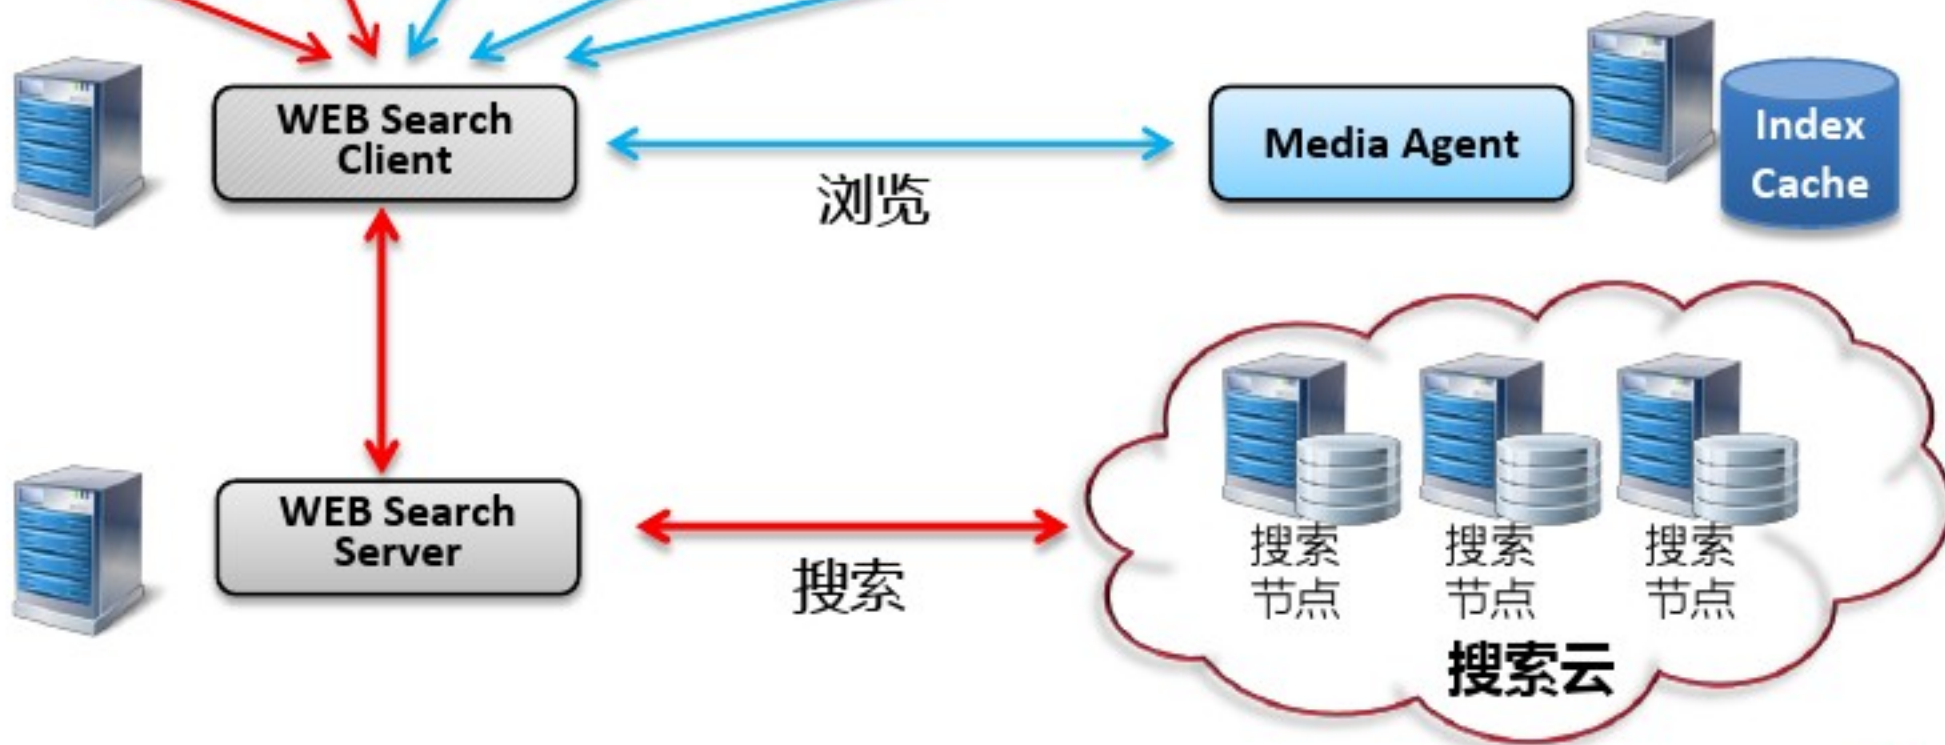 WEB Search
Client
浏览
Media Agent
Index
Cache
WEB Search
Server
搜索
搜索
节点
搜索
节点
搜索
节点
搜索云